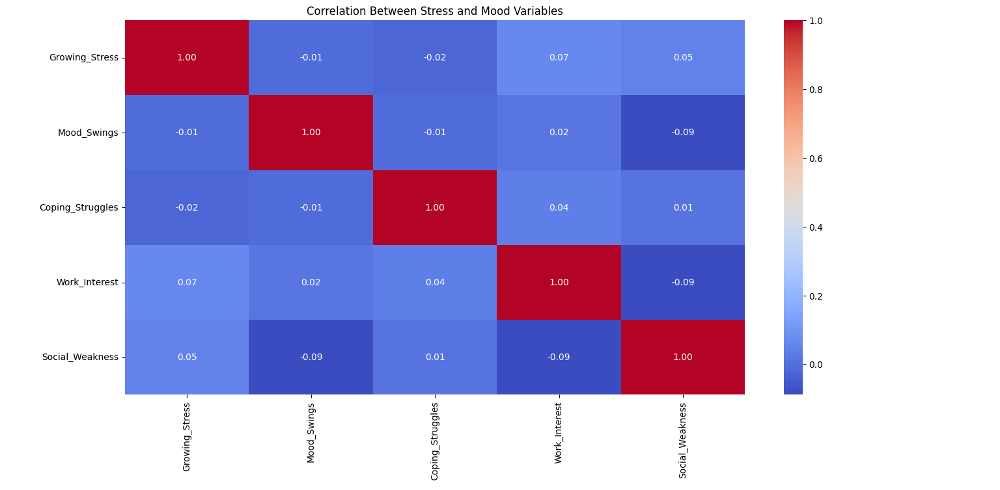 Correlation Between Stress and Mood Variables
Growing_Stress 1.00 -0.01 -0.02 0.07 0.05
Mood_Swings -0.01 1.00 -0.01 0.02 -0.09
Coping_Struggles -0.02 -0.01 1.00 0.04 0.01
Work_Interest 0.07 0.02 0.04 1.00 -0.09
Social_Weakness 0.05 -0.09 0.01 -0.09 1.00
Growing_Stress
Mood_Swings
Coping_Struggles
Work_Interest
Social_Weakness
1.0
0.8
0.6
0.4
0.2
0.0